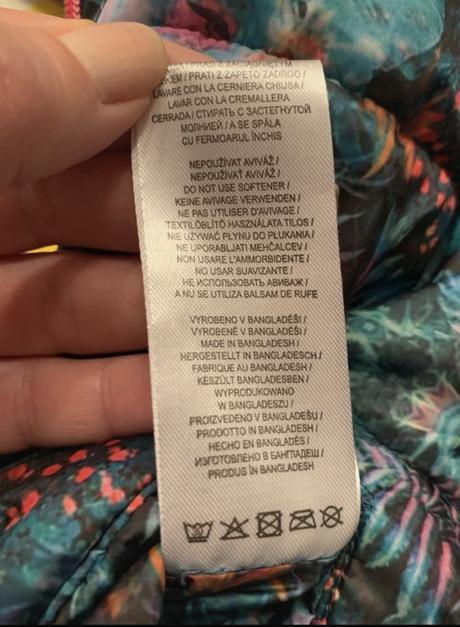 PRAĆ Z ZACIĄGNIĘTYM
/ PRATI Z ZAPETO ZADRGO /
LAVARE CON LA CERNIERA CHIUSA /
LAVAR CON LA CREMALLERA
CERRADA / СТИРАТЬ С ЗАСТЕГНУТОЙ
МОЛНИЕЙ / A SE SPĂLA
CU FERMOARUL ÎNCHIS
NEPOUŽÍVAT AVIVÁŽ /
NEPOUŽÍVAŤ AVIVÁŽ /
DO NOT USE SOFTENER /
KEINE AVIVAGE VERWENDEN /
NE PAS UTILISER D'AVIVAGE /
TEXTILÖBLÍTŐ HASZNÁLATA TILOS /
NIE UŻYWAĆ PŁYNU DO PŁUKANIA /
NE UPORABLJATI MEHČALCEV /
NON USARE L'AMMORBIDENTE /
NO USAR SUAVIZANTE /
НЕ ИСПОЛЬЗОВАТЬ АВИВАЖ /
A NU SE UTILIZA BALSAM DE RUFE
VYROBENO V BANGLADÉŠI /
VYROBENÉ V BANGLADÉŠI /
MADE IN BANGLADESH /
HERGESTELLT IN BANGLADESCH /
FABRIQUE AU BANGLADESH /
KÉSZÜLT BANGLADESBEN /
WYPRODUKOWANO
W BANGLADESZU /
PROIZVEDENO V BANGLADEŠU /
PRODOTTO IN BANGLADESH /
HECHO EN BANGLADÉS /
ИЗГОТОВЛЕНО В БАНГЛАДЕШ /
PRODUS ÎN BANGLADESH